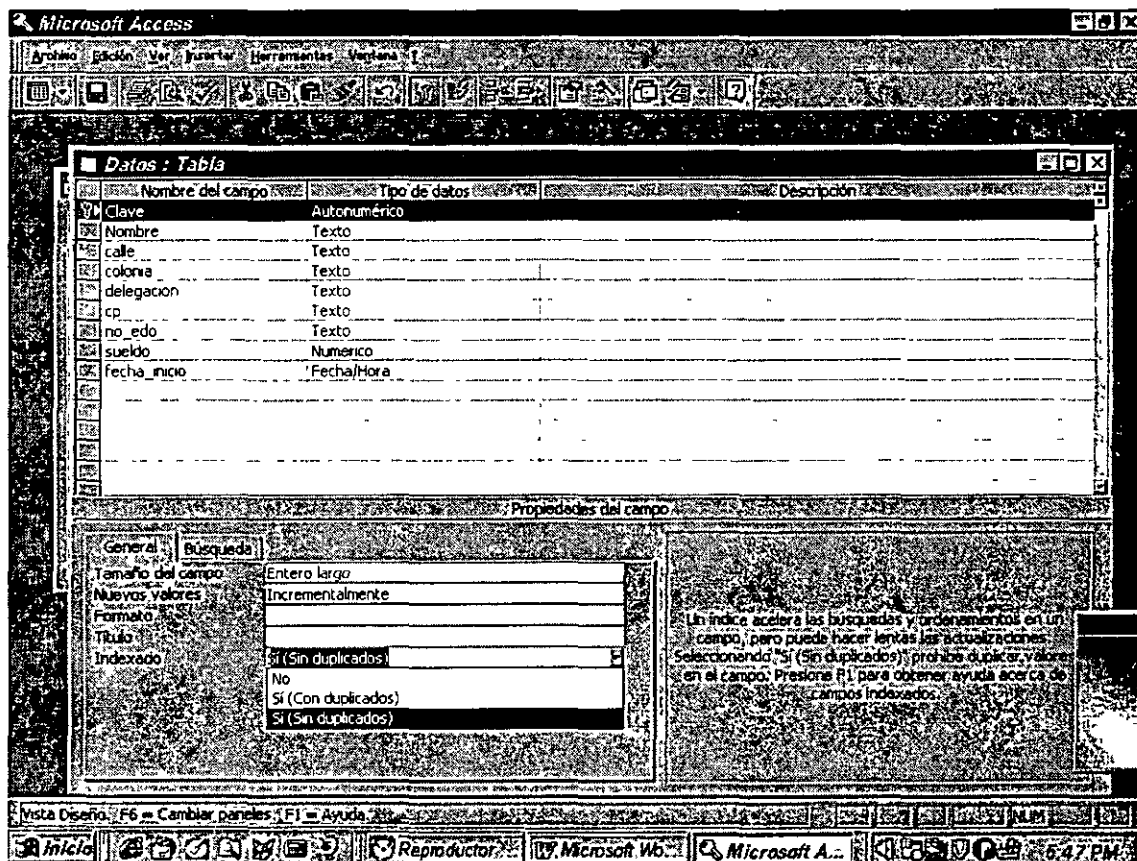 Microsoft Access
Archivo Edición Ver Insertar Herramientas Ventana ?
Datos : Tabla
Nombre del campo Tipo de datos Descripción
Clave Autonumérico
Nombre Texto
calle Texto
colonia Texto
delegacion Texto
cp Texto
no_edo Texto
sueldo Numerico
fecha_inicio Fecha/Hora
Propiedades del campo
General Búsqueda
Tamaño del campo Entero largo
Nuevos valores Incrementalmente
Formato
Título
Indexado Sí (Sin duplicados)
No
Sí (Con duplicados)
Sí (Sin duplicados)
Un índice acelera las búsquedas y ordenamientos en un
campo, pero puede hacer lentas las actualizaciones.
Seleccionando "Sí (Sin duplicados)" prohíbe duplicar valores
en el campo. Presione F1 para obtener ayuda acerca de
campos indexados.
Vista Diseño. F6 = Cambiar paneles. F1 = Ayuda.
NUM
Inicio Reproductor... Microsoft Wo... Microsoft A... 6:47 PM